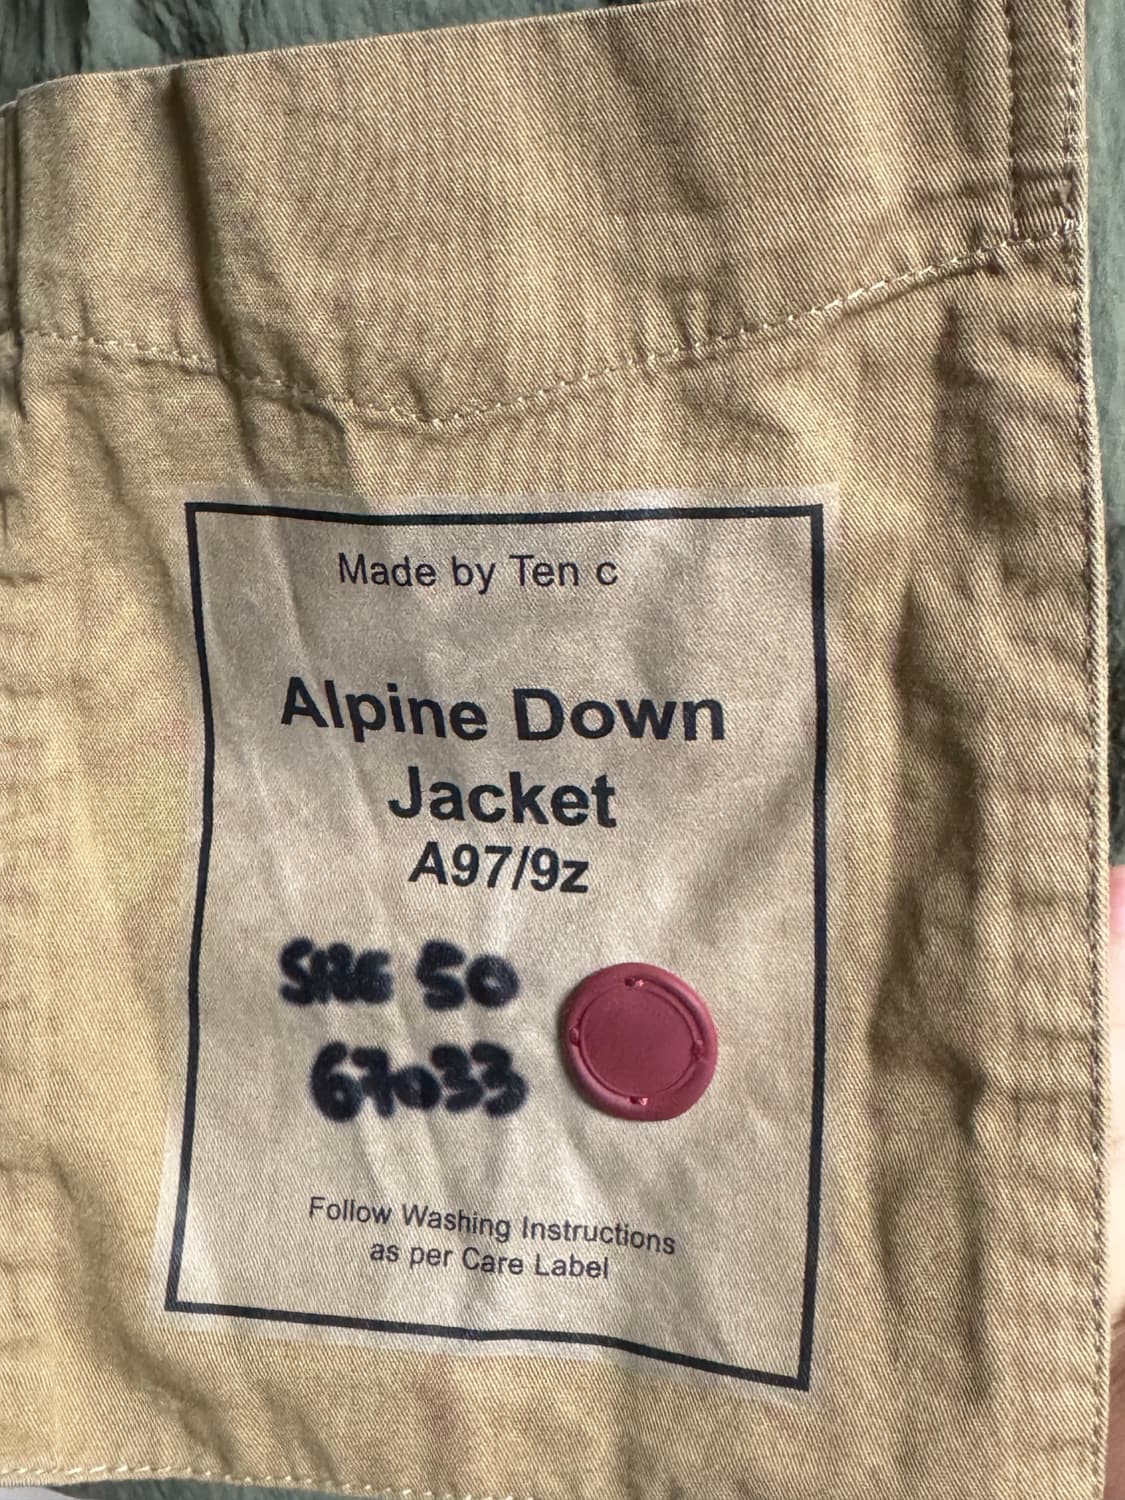 Made by Ten c
Alpine Down
Jacket
A97/9z
SIZE 50
67033
Follow Washing Instructions
as per Care Label